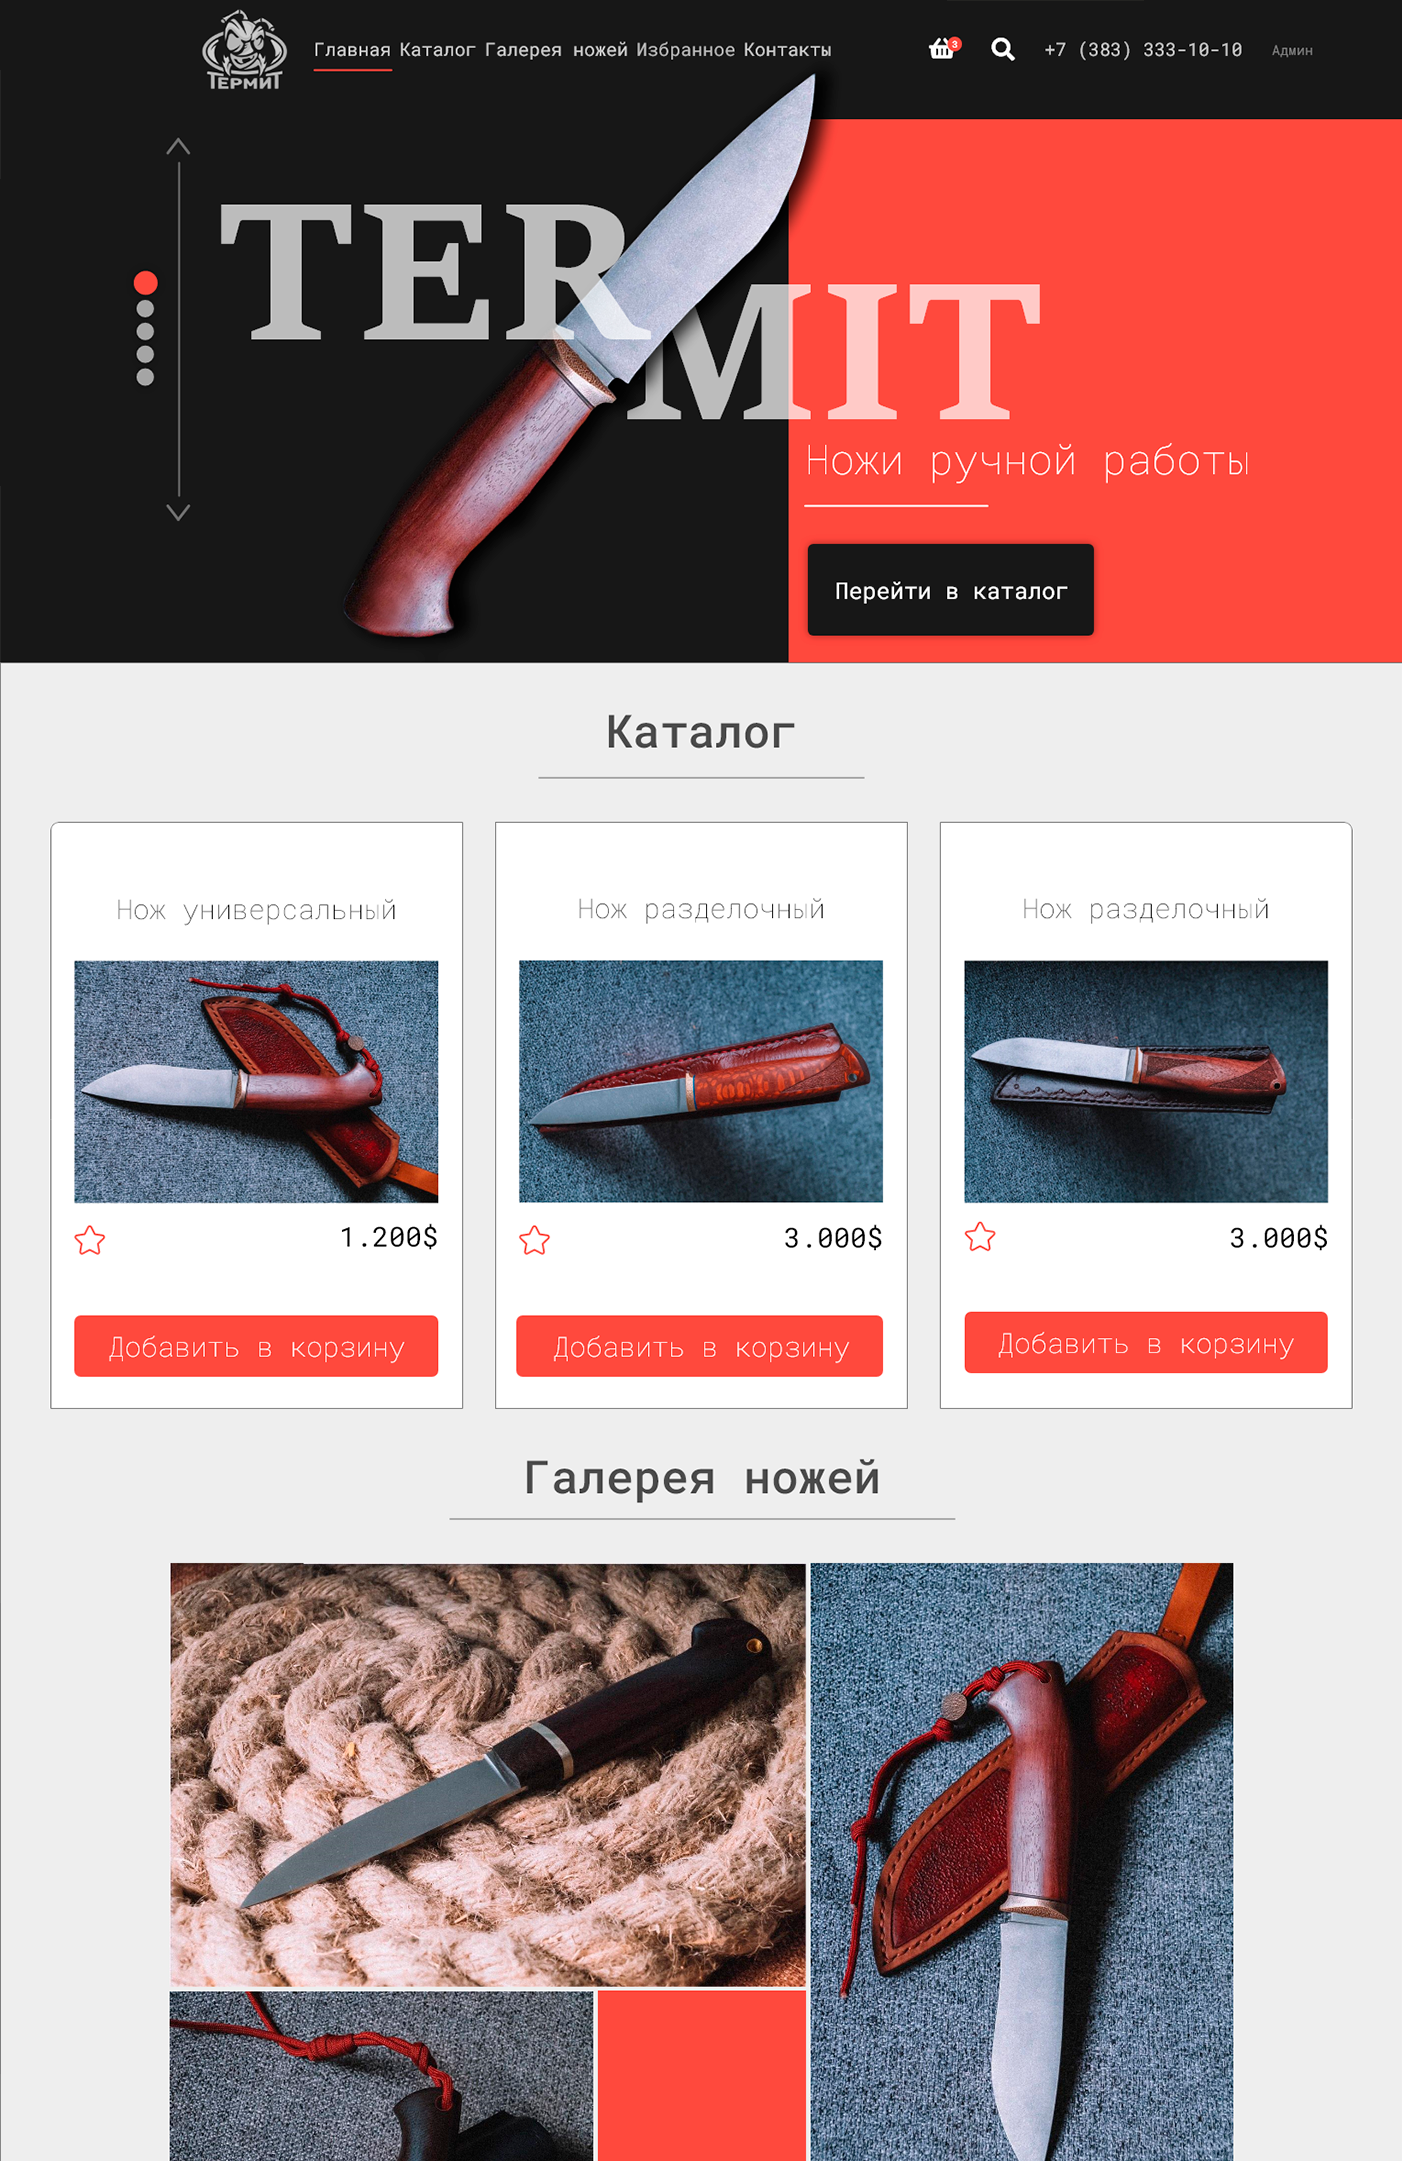 ТЕРМИТ
Главная Каталог Галерея ножей Избранное Контакты
3
+7 (383) 333-10-10
Админ
TERMIT
Ножи ручной работы
Перейти в каталог
Каталог
Нож универсальный
1.200$
Добавить в корзину
Нож разделочный
3.000$
Добавить в корзину
Нож разделочный
3.000$
Добавить в корзину
Галерея ножей